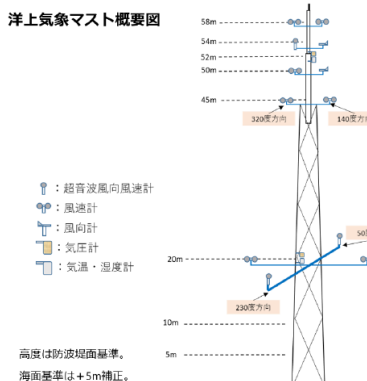 洋上気象マスト概要図
58m
54m
52m
50m
45m
320度方向
140度方向
：超音波風向風速計
：風速計
：風向計
：気圧計
：気温・湿度計
50
20m
230度方向
10m
5m
高度は防波堤面基準。
海面基準は＋5m補正。